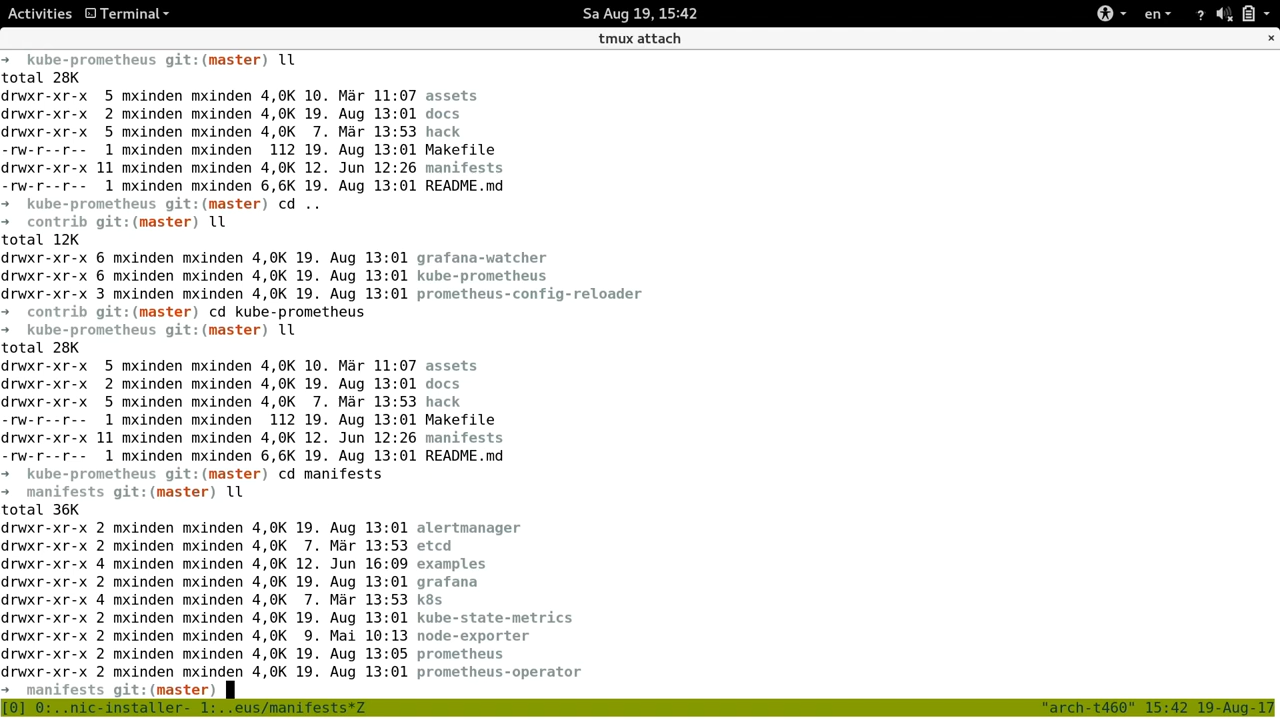 Activities Terminal Sa Aug 19, 15:42 en ?
tmux attach ×
➜  kube-prometheus git:(master) ll
total 28K
drwxr-xr-x  5 mxinden mxinden 4,0K 10. Mär 11:07 assets
drwxr-xr-x  2 mxinden mxinden 4,0K 19. Aug 13:01 docs
drwxr-xr-x  5 mxinden mxinden 4,0K  7. Mär 13:53 hack
-rw-r--r--  1 mxinden mxinden  112 19. Aug 13:01 Makefile
drwxr-xr-x 11 mxinden mxinden 4,0K 12. Jun 12:26 manifests
-rw-r--r--  1 mxinden mxinden 6,6K 19. Aug 13:01 README.md
➜  kube-prometheus git:(master) cd ..
➜  contrib git:(master) ll
total 12K
drwxr-xr-x 6 mxinden mxinden 4,0K 19. Aug 13:01 grafana-watcher
drwxr-xr-x 6 mxinden mxinden 4,0K 19. Aug 13:01 kube-prometheus
drwxr-xr-x 3 mxinden mxinden 4,0K 19. Aug 13:01 prometheus-config-reloader
➜  contrib git:(master) cd kube-prometheus
➜  kube-prometheus git:(master) ll
total 28K
drwxr-xr-x  5 mxinden mxinden 4,0K 10. Mär 11:07 assets
drwxr-xr-x  2 mxinden mxinden 4,0K 19. Aug 13:01 docs
drwxr-xr-x  5 mxinden mxinden 4,0K  7. Mär 13:53 hack
-rw-r--r--  1 mxinden mxinden  112 19. Aug 13:01 Makefile
drwxr-xr-x 11 mxinden mxinden 4,0K 12. Jun 12:26 manifests
-rw-r--r--  1 mxinden mxinden 6,6K 19. Aug 13:01 README.md
➜  kube-prometheus git:(master) cd manifests
➜  manifests git:(master) ll
total 36K
drwxr-xr-x 2 mxinden mxinden 4,0K 19. Aug 13:01 alertmanager
drwxr-xr-x 2 mxinden mxinden 4,0K  7. Mär 13:53 etcd
drwxr-xr-x 4 mxinden mxinden 4,0K 12. Jun 16:09 examples
drwxr-xr-x 2 mxinden mxinden 4,0K 19. Aug 13:01 grafana
drwxr-xr-x 4 mxinden mxinden 4,0K  7. Mär 13:53 k8s
drwxr-xr-x 2 mxinden mxinden 4,0K 19. Aug 13:01 kube-state-metrics
drwxr-xr-x 2 mxinden mxinden 4,0K  9. Mai 10:13 node-exporter
drwxr-xr-x 2 mxinden mxinden 4,0K 19. Aug 13:05 prometheus
drwxr-xr-x 2 mxinden mxinden 4,0K 19. Aug 13:01 prometheus-operator
➜  manifests git:(master)
[0] 0:..nic-installer- 1:..eus/manifests*Z "arch-t460" 15:42 19-Aug-17